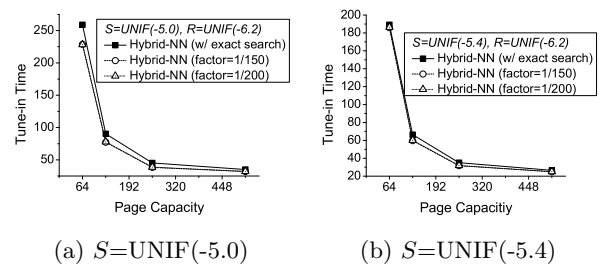 S=UNIF(-5.0), R=UNIF(-6.2)
Hybrid-NN (w/ exact search)
Hybrid-NN (factor=1/150)
Hybrid-NN (factor=1/200)
Tune-in Time
250
200
150
100
50
64 192 320 448
Page Capacity
(a) S=UNIF(-5.0)
S=UNIF(-5.4), R=UNIF(-6.2)
Hybrid-NN (w/ exact search)
Hybrid-NN (factor=1/150)
Hybrid-NN (factor=1/200)
Tune-in Time
200
180
160
140
120
100
80
60
40
20
64 192 320 448
Page Capacitiy
(b) S=UNIF(-5.4)